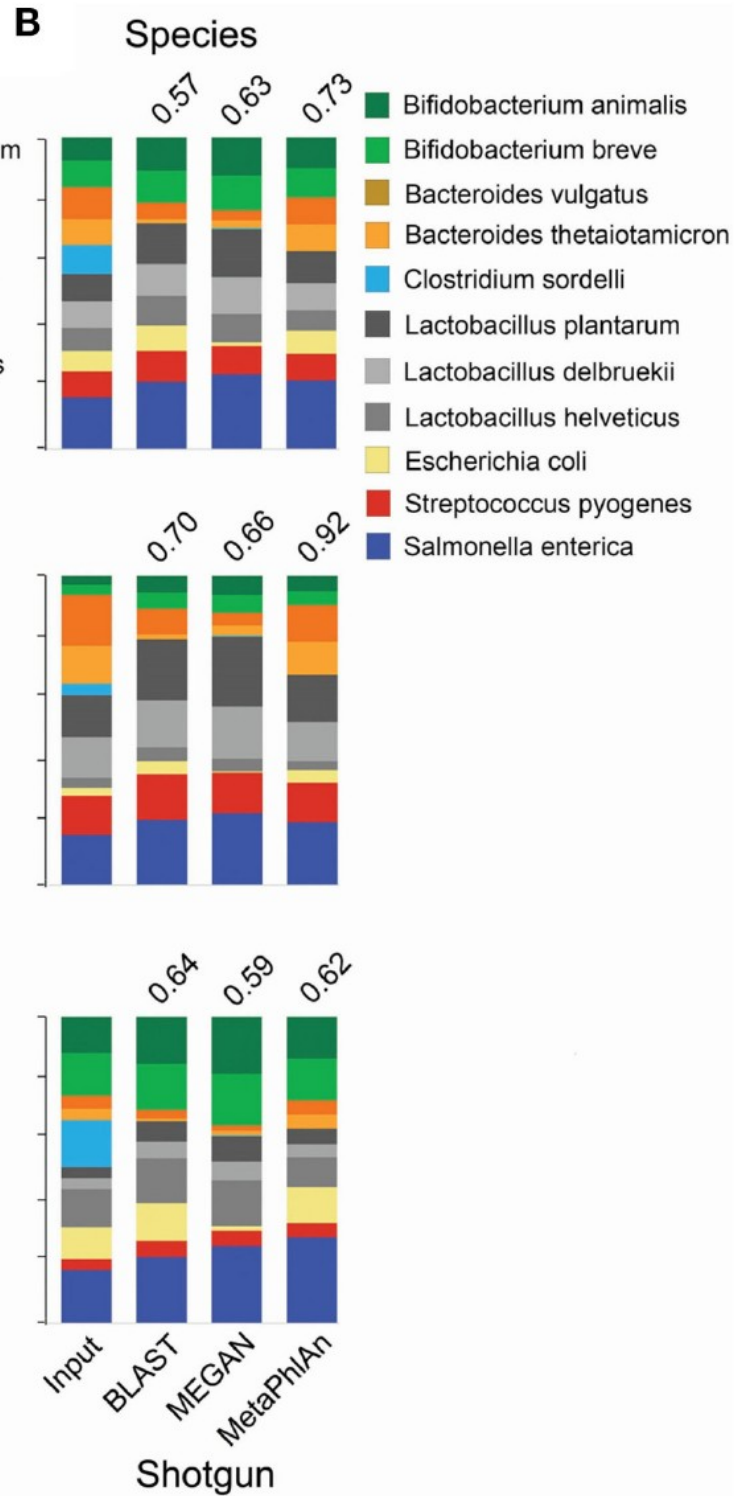 B
Species
0.57
0.63
0.73
m
s
Bifidobacterium animalis
Bifidobacterium breve
Bacteroides vulgatus
Bacteroides thetaiotamicron
Clostridium sordelli
Lactobacillus plantarum
Lactobacillus delbruekii
Lactobacillus helveticus
Escherichia coli
Streptococcus pyogenes
Salmonella enterica
0.70
0.66
0.92
0.64
0.59
0.62
Input
BLAST
MEGAN
MetaPhlAn
Shotgun